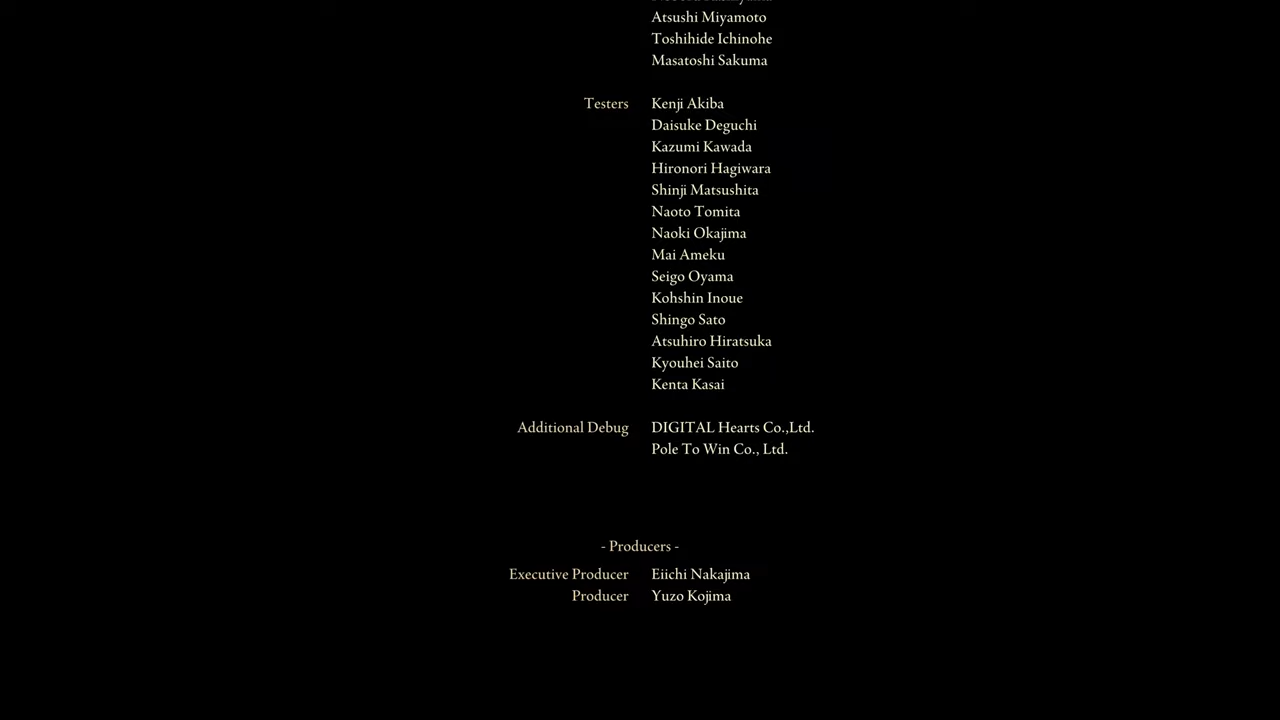 Atsushi Miyamoto
Toshihide Ichinohe
Masatoshi Sakuma
Testers Kenji Akiba
Daisuke Deguchi
Kazumi Kawada
Hironori Hagiwara
Shinji Matsushita
Naoto Tomita
Naoki Okajima
Mai Ameku
Seigo Oyama
Kohshin Inoue
Shingo Sato
Atsuhiro Hiratsuka
Kyouhei Saito
Kenta Kasai
Additional Debug DIGITAL Hearts Co.,Ltd.
Pole To Win Co., Ltd.
- Producers -
Executive Producer Eiichi Nakajima
Producer Yuzo Kojima